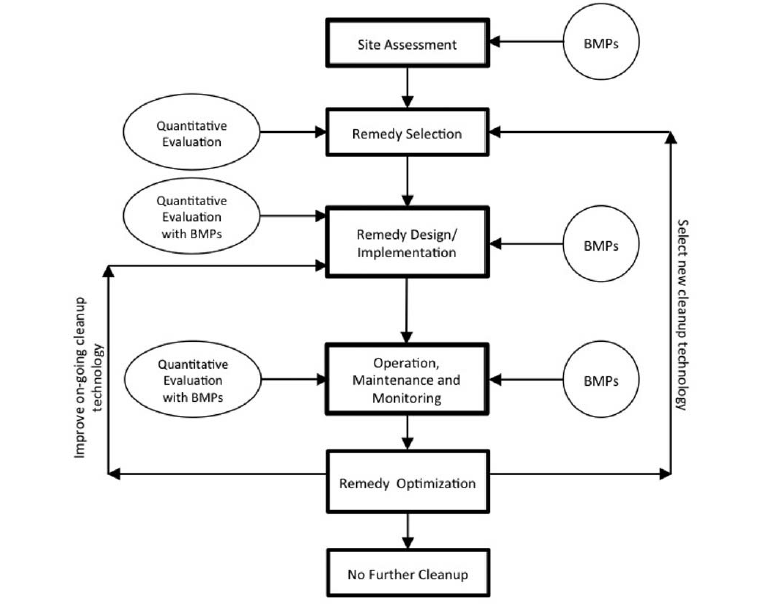 Site Assessment
BMPs
Quantitative
Evaluation
Remedy Selection
Quantitative
Evaluation
with BMPs
Remedy Design/
Implementation
BMPs
Improve on-going cleanup
technology
Select new cleanup technology
Quantitative
Evaluation
with BMPs
Operation,
Maintenance and
Monitoring
BMPs
Remedy Optimization
No Further Cleanup